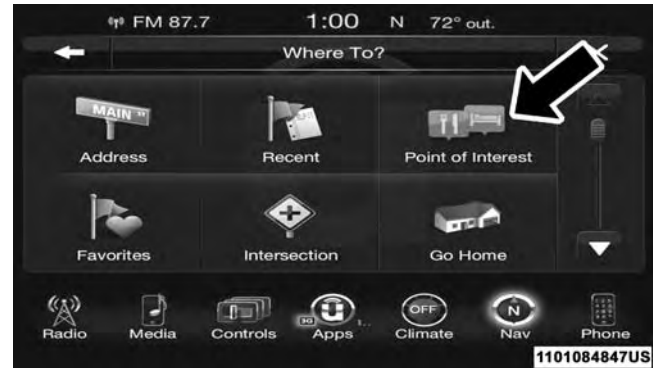 FM 87.7 1:00 N 72° out.
Where To?
MAIN
Address Recent Point of Interest
Favorites Intersection Go Home
OFF N
3G
Radio Media Controls Apps Climate Nav Phone
1101084847US